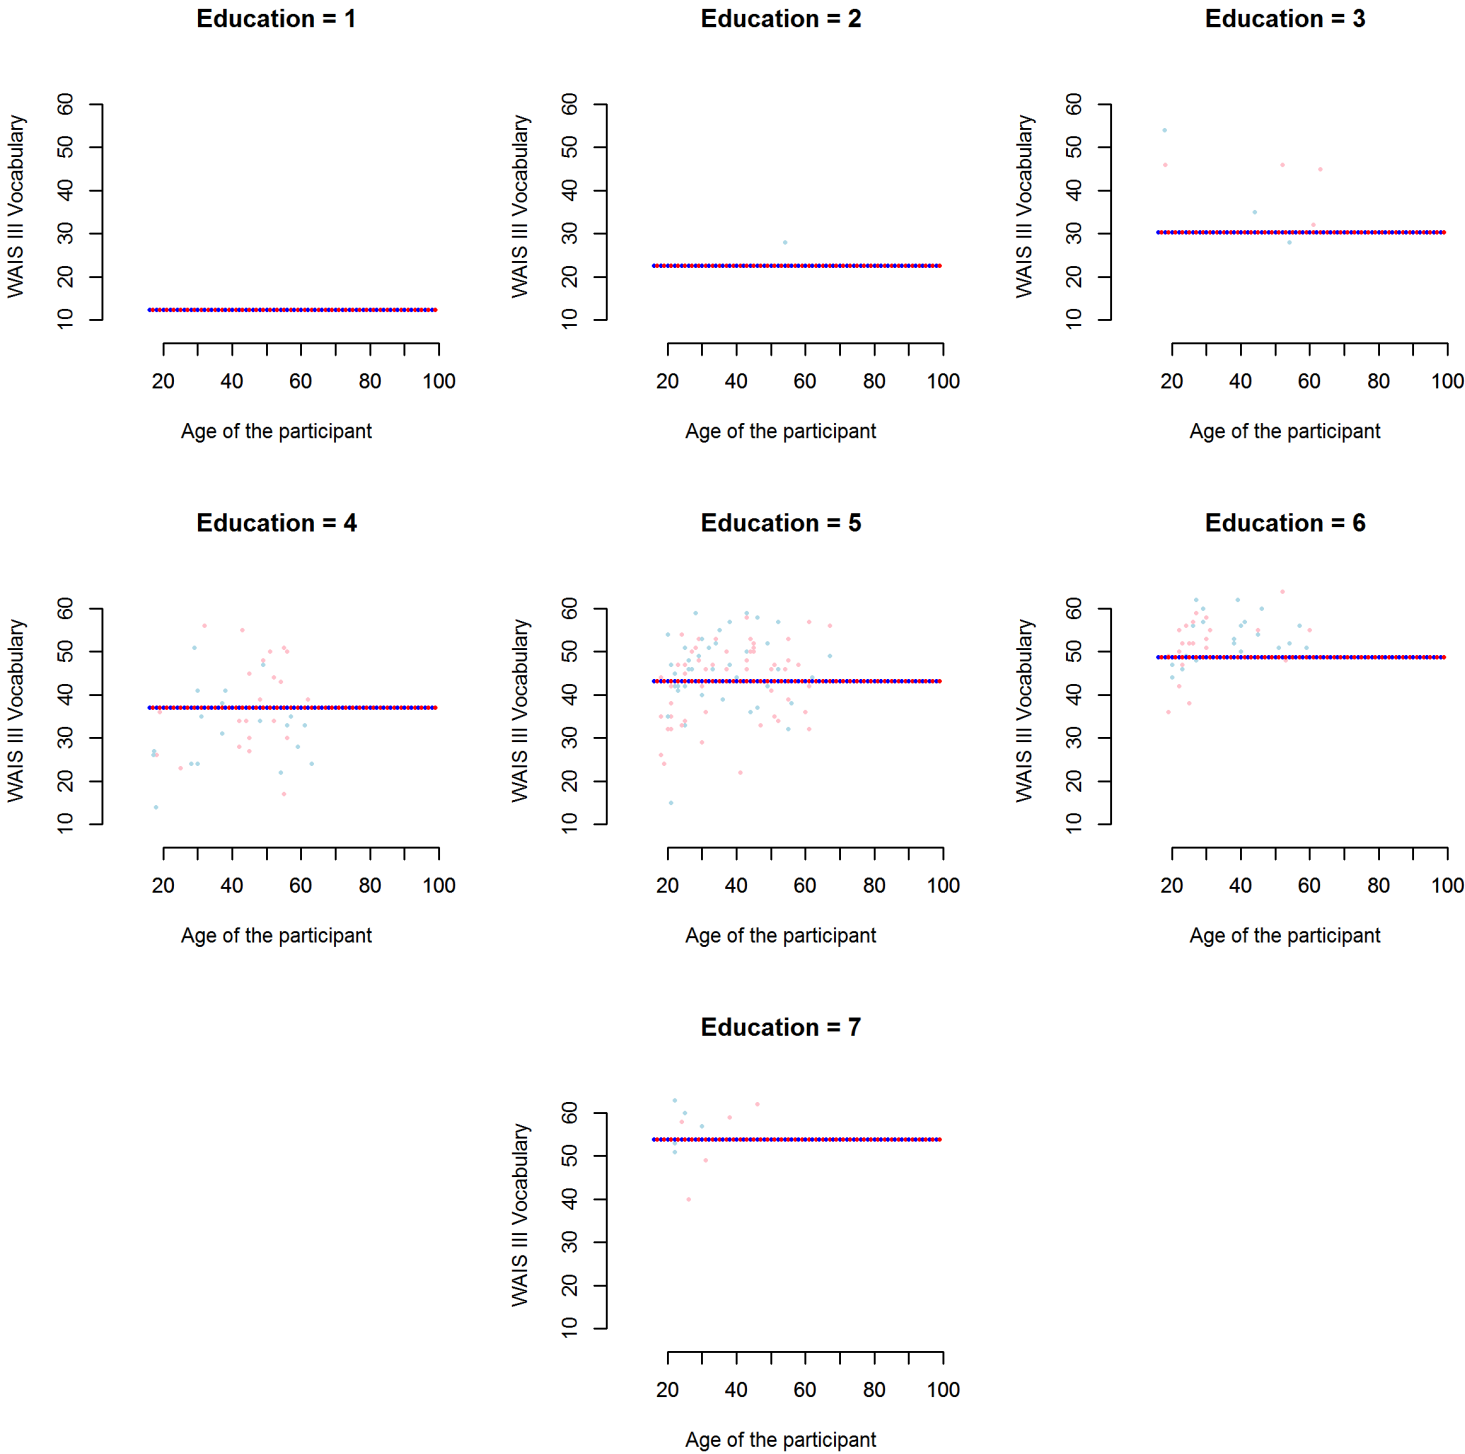 Education = 1
WAIS III Vocabulary
60
50
40
30
20
10
20 40 60 80 100
Age of the participant
Education = 2
WAIS III Vocabulary
60
50
40
30
20
10
20 40 60 80 100
Age of the participant
Education = 3
WAIS III Vocabulary
60
50
40
30
20
10
20 40 60 80 100
Age of the participant
Education = 4
WAIS III Vocabulary
60
50
40
30
20
10
20 40 60 80 100
Age of the participant
Education = 5
WAIS III Vocabulary
60
50
40
30
20
10
20 40 60 80 100
Age of the participant
Education = 6
WAIS III Vocabulary
60
50
40
30
20
10
20 40 60 80 100
Age of the participant
Education = 7
WAIS III Vocabulary
60
50
40
30
20
10
20 40 60 80 100
Age of the participant